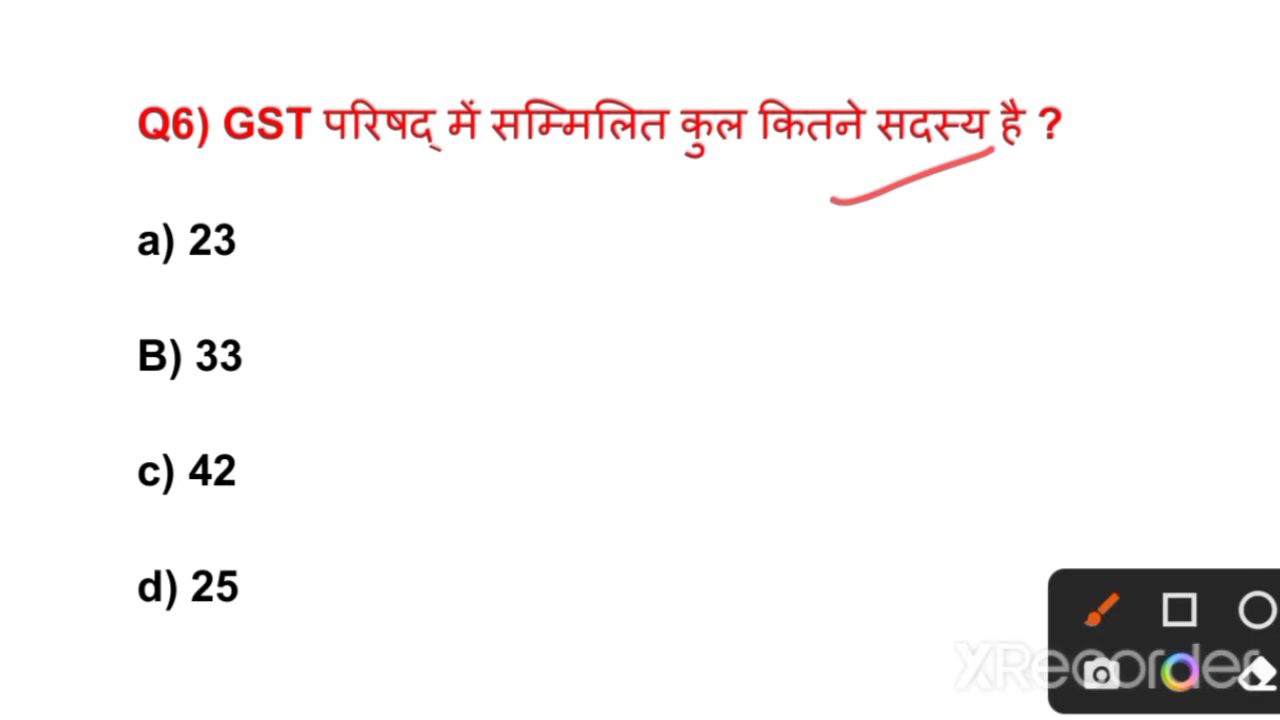 Q6) GST परिषद् में सम्मिलित कुल कितने सदस्य है ?
a) 23
B) 33
c) 42
d) 25
XRecorder